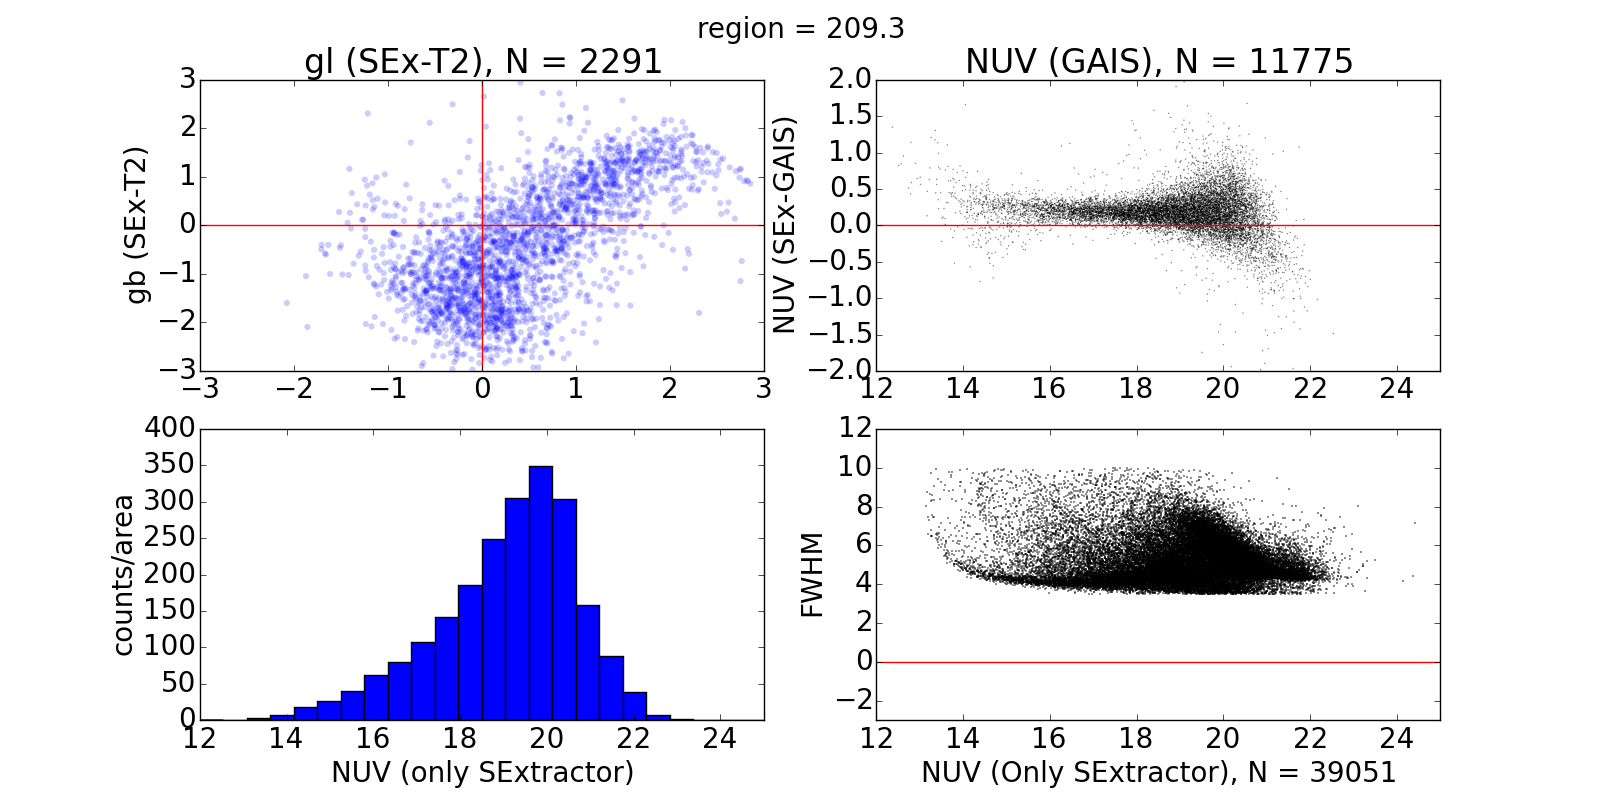 region = 209.3
gl (SEx-T2), N = 2291
NUV (GAIS), N = 11775
gb (SEx-T2)
3
2
1
0
−1
−2
−3
−3 −2 −1 0 1 2 3
NUV (SEx-GAIS)
2.0
1.5
1.0
0.5
0.0
−0.5
−1.0
−1.5
−2.0
12 14 16 18 20 22 24
counts/area
400
350
300
250
200
150
100
50
0
12 14 16 18 20 22 24
NUV (only SExtractor)
FWHM
12
10
8
6
4
2
0
−2
12 14 16 18 20 22 24
NUV (Only SExtractor), N = 39051